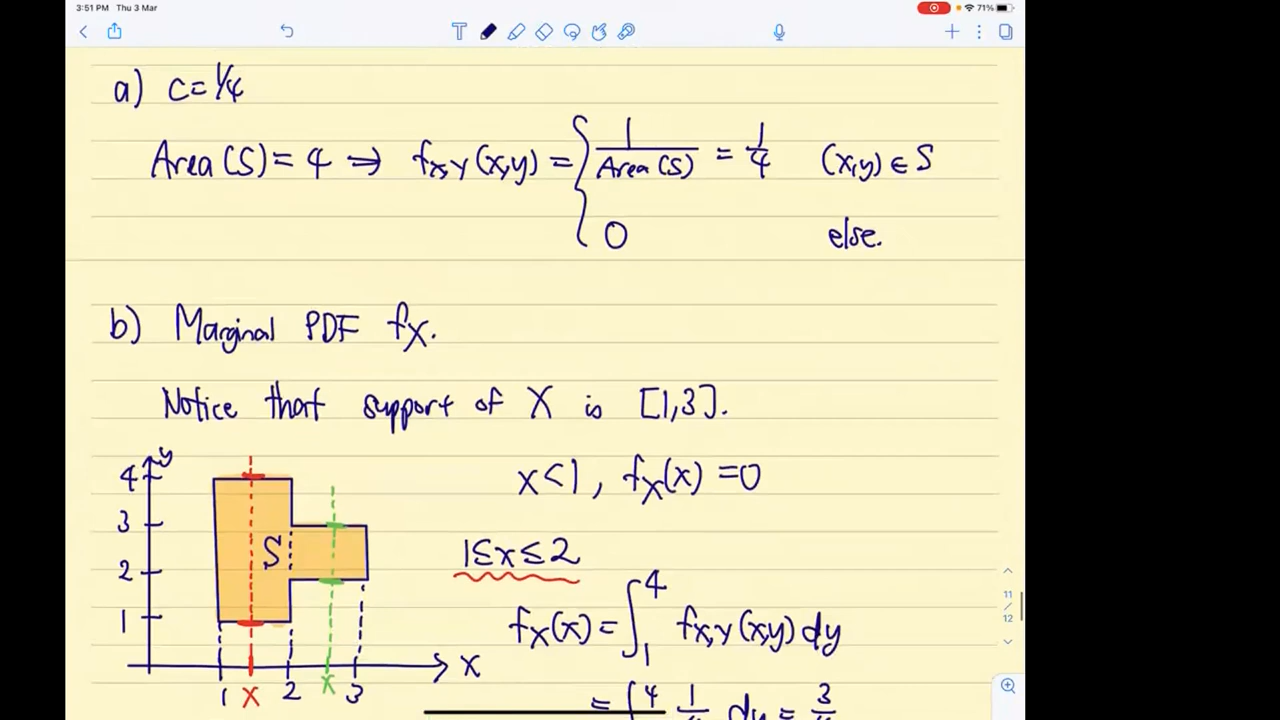 3:51 PM Thu 3 Mar 71%
a) c = 1/4
Area(S) = 4 ⇒ fX,Y(x,y) = { 1/Area(S) = 1/4 (x,y) ∈ S
0 else.
b) Marginal PDF fX.
Notice that support of X is [1,3].
x<1, fX(x) = 0
1≤x≤2
fX(x) = ∫₁⁴ fX,Y(x,y) dy
4 y
3
2
1
S
1 x 2 x 3 x
11
/
12